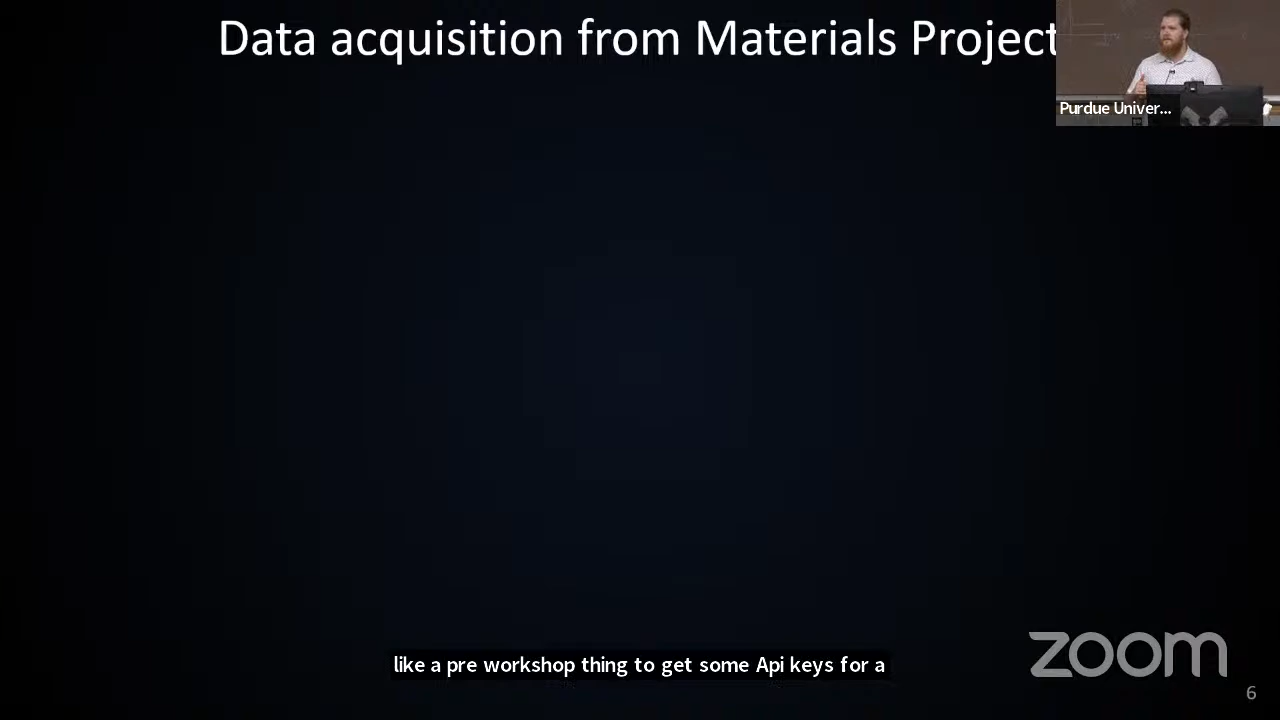 Data acquisition from Materials Project
Purdue Univer...
like a pre workshop thing to get some Api keys for a
zoom
6